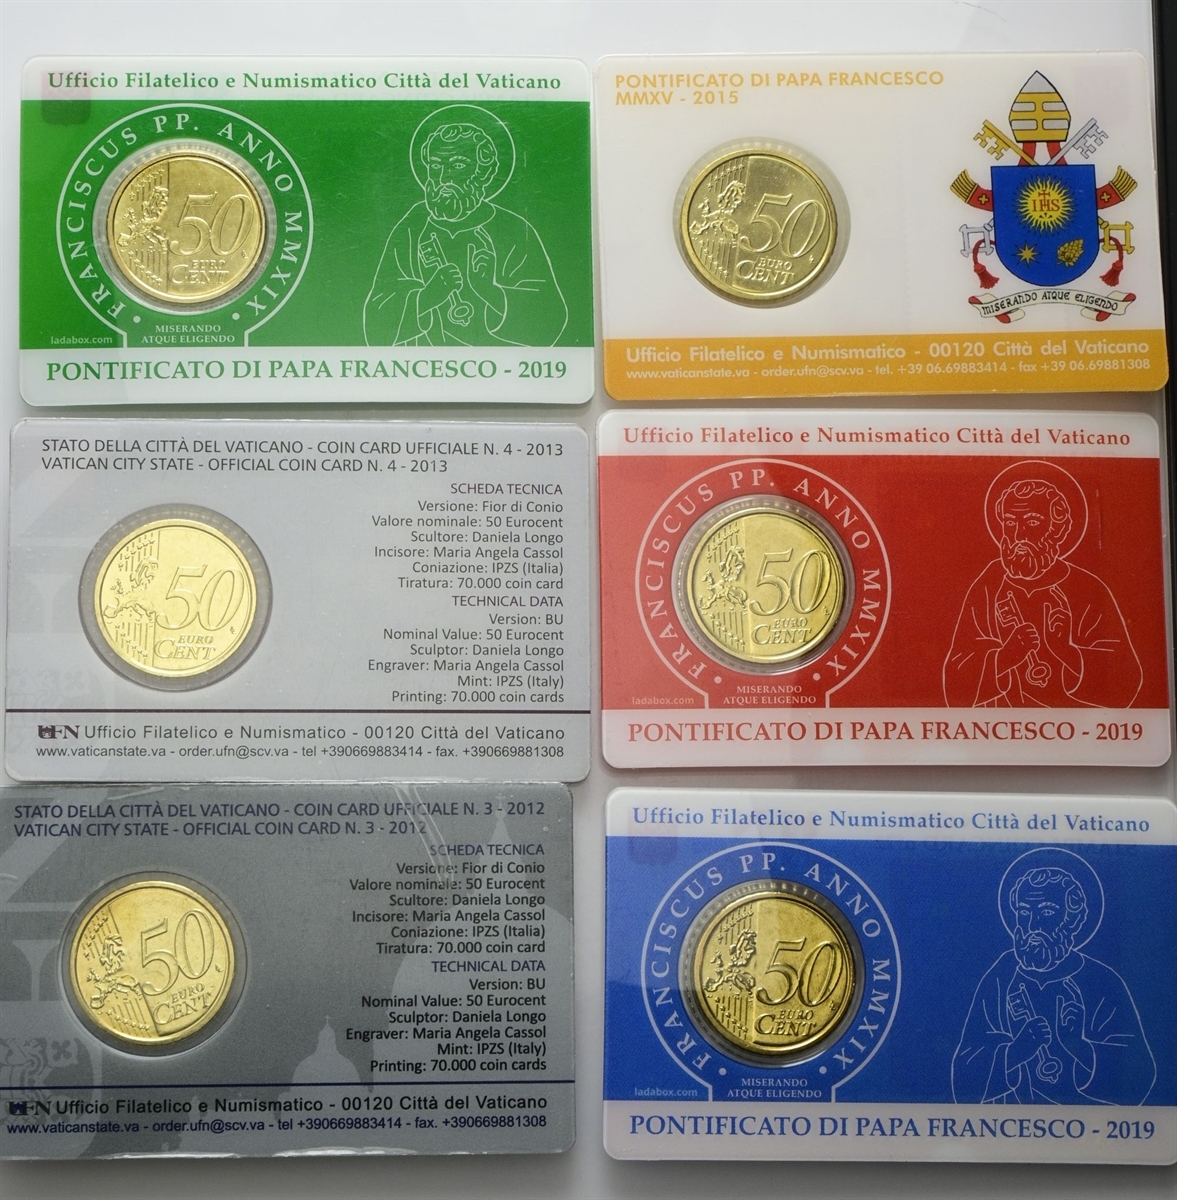 Ufficio Filatelico e Numismatico Città del Vaticano
FRANCISCUS PP. ANNO MMXIX
50
EURO
CENT
MISERANDO
ATQUE ELIGENDO
ladabox.com
PONTIFICATO DI PAPA FRANCESCO - 2019
PONTIFICATO DI PAPA FRANCESCO
MMXV - 2015
50
EURO
CENT
IHS
MISERANDO ATQUE ELIGENDO
Ufficio Filatelico e Numismatico - 00120 Città del Vaticano
www.vaticanstate.va - order.ufn@scv.va - tel. +39 06.69883414 - fax +39 06.69881308
STATO DELLA CITTÀ DEL VATICANO - COIN CARD UFFICIALE N. 4 - 2013
VATICAN CITY STATE - OFFICIAL COIN CARD N. 4 - 2013
SCHEDA TECNICA
Versione: Fior di Conio
Valore nominale: 50 Eurocent
Scultore: Daniela Longo
Incisore: Maria Angela Cassol
Coniazione: IPZS (Italia)
Tiratura: 70.000 coin card
TECHNICAL DATA
Version: BU
Nominal Value: 50 Eurocent
Sculptor: Daniela Longo
Engraver: Maria Angela Cassol
Mint: IPZS (Italy)
Printing: 70.000 coin cards
50
EURO
CENT
UFN Ufficio Filatelico e Numismatico - 00120 Città del Vaticano
www.vaticanstate.va - order.ufn@scv.va - tel +390669883414 - fax. +390669881308
Ufficio Filatelico e Numismatico Città del Vaticano
FRANCISCUS PP. ANNO MMXIX
50
EURO
CENT
MISERANDO
ATQUE ELIGENDO
ladabox.com
PONTIFICATO DI PAPA FRANCESCO - 2019
STATO DELLA CITTÀ DEL VATICANO - COIN CARD UFFICIALE N. 3 - 2012
VATICAN CITY STATE - OFFICIAL COIN CARD N. 3 - 2012
SCHEDA TECNICA
Versione: Fior di Conio
Valore nominale: 50 Eurocent
Scultore: Daniela Longo
Incisore: Maria Angela Cassol
Coniazione: IPZS (Italia)
Tiratura: 70.000 coin card
TECHNICAL DATA
Version: BU
Nominal Value: 50 Eurocent
Sculptor: Daniela Longo
Engraver: Maria Angela Cassol
Mint: IPZS (Italy)
Printing: 70.000 coin cards
50
EURO
CENT
UFN Ufficio Filatelico e Numismatico - 00120 Città del Vaticano
www.vaticanstate.va - order.ufn@scv.va - tel +390669883414 - fax. +390669881308
Ufficio Filatelico e Numismatico Città del Vaticano
FRANCISCUS PP. ANNO MMXIX
50
EURO
CENT
MISERANDO
ATQUE ELIGENDO
ladabox.com
PONTIFICATO DI PAPA FRANCESCO - 2019